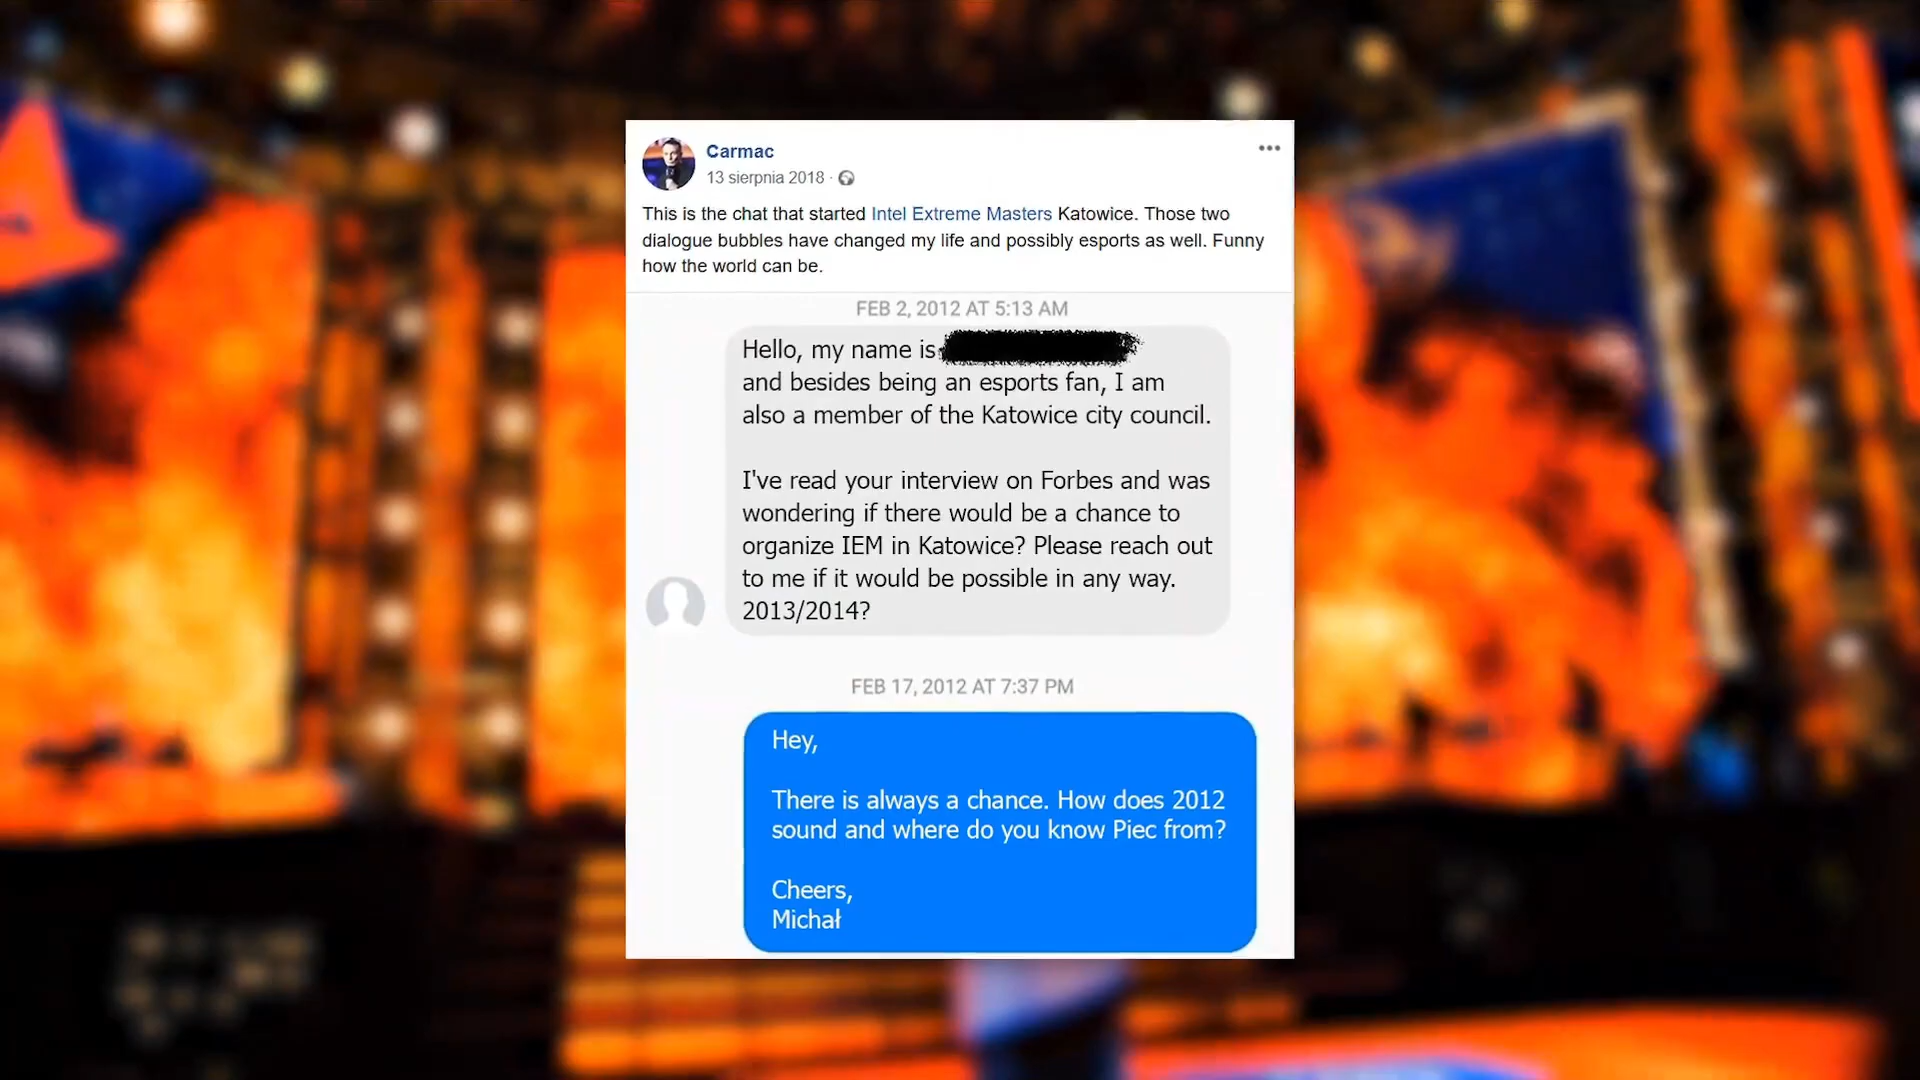 Carmac
13 sierpnia 2018 ·
This is the chat that started Intel Extreme Masters Katowice. Those two
dialogue bubbles have changed my life and possibly esports as well. Funny
how the world can be.
FEB 2, 2012 AT 5:13 AM
Hello, my name is
and besides being an esports fan, I am
also a member of the Katowice city council.
I've read your interview on Forbes and was
wondering if there would be a chance to
organize IEM in Katowice? Please reach out
to me if it would be possible in any way.
2013/2014?
FEB 17, 2012 AT 7:37 PM
Hey,
There is always a chance. How does 2012
sound and where do you know Piec from?
Cheers,
Michał